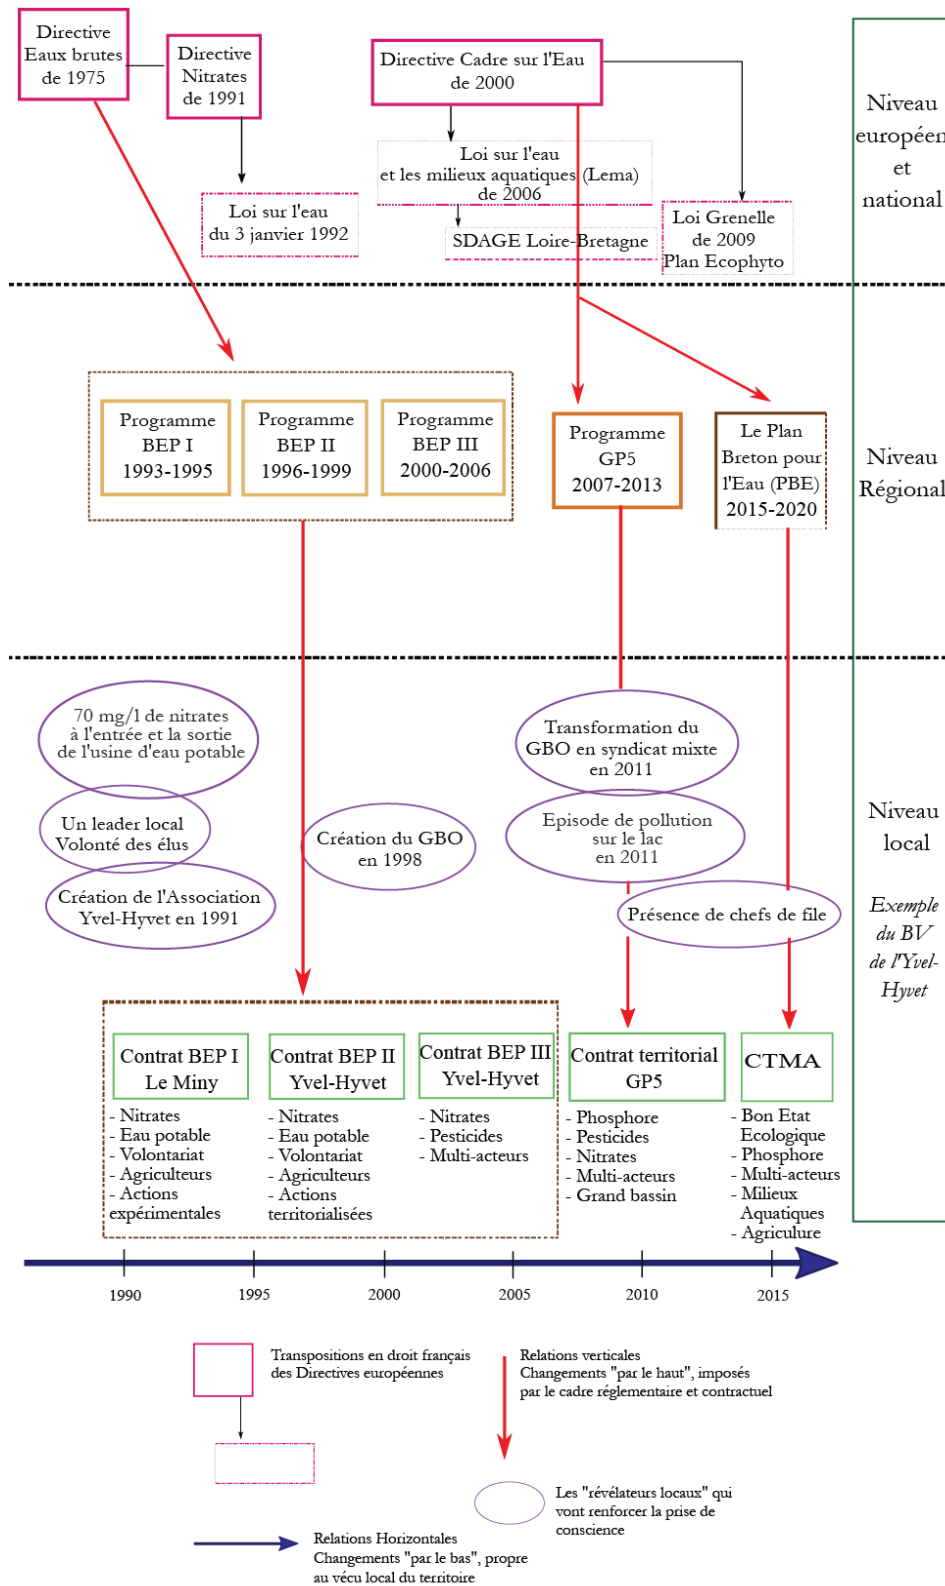 Directive
Eaux brutes
de 1975
Directive
Nitrates
de 1991
Directive Cadre sur l'Eau
de 2000
Niveau
européen
et
national
Loi sur l'eau
du 3 janvier 1992
Loi sur l'eau
et les milieux aquatiques (Lema)
de 2006
SDAGE Loire-Bretagne
Loi Grenelle
de 2009
Plan Ecophyto
Programme
BEP I
1993-1995
Programme
BEP II
1996-1999
Programme
BEP III
2000-2006
Programme
GP5
2007-2013
Le Plan
Breton pour
l'Eau (PBE)
2015-2020
Niveau
Régional
70 mg/l de nitrates
à l'entrée et la sortie
de l'usine d'eau potable
Un leader local
Volonté des élus
Création de l'Association
Yvel-Hyvet en 1991
Création du GBO
en 1998
Transformation du
GBO en syndicat mixte
en 2011
Episode de pollution
sur le lac
en 2011
Présence de chefs de file
Niveau
local
Exemple
du BV
de l'Yvel-
Hyvet
Contrat BEP I
Le Miny
- Nitrates
- Eau potable
- Volontariat
- Agriculteurs
- Actions
expérimentales
Contrat BEP II
Yvel-Hyvet
- Nitrates
- Eau potable
- Volontariat
- Agriculteurs
- Actions
territorialisées
Contrat BEP III
Yvel-Hyvet
- Nitrates
- Pesticides
- Multi-acteurs
Contrat territorial
GP5
- Phosphore
- Pesticides
- Nitrates
- Multi-acteurs
- Grand bassin
CTMA
- Bon Etat
Ecologique
- Phosphore
- Multi-acteurs
- Milieux
Aquatiques
- Agriculure
1990
1995
2000
2005
2010
2015
Transpositions en droit français
des Directives européennes
Relations verticales
Changements "par le haut", imposés
par le cadre réglementaire et contractuel
Les "révélateurs locaux" qui
vont renforcer la prise de
conscience
Relations Horizontales
Changements "par le bas", propre
au vécu local du territoire